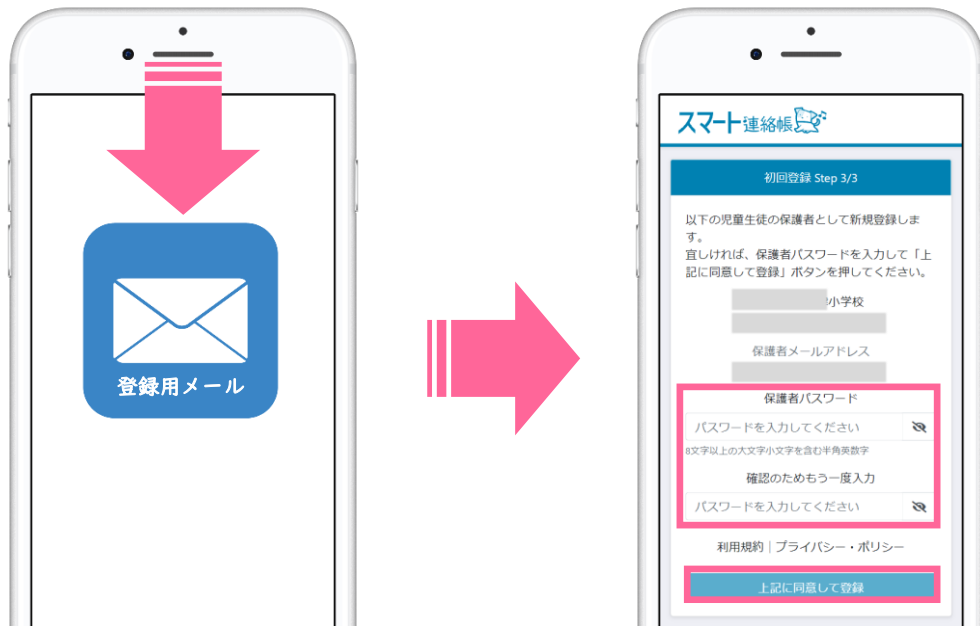 登録用メール
スマート連絡帳
初回登録 Step 3/3
以下の児童生徒の保護者として新規登録しま
す。
宜しければ、保護者パスワードを入力して「上
記に同意して登録」ボタンを押してください。
小学校
保護者メールアドレス
保護者パスワード
パスワードを入力してください
8文字以上の大文字小文字を含む半角英数字
確認のためもう一度入力
パスワードを入力してください
利用規約｜プライバシー・ポリシー
上記に同意して登録